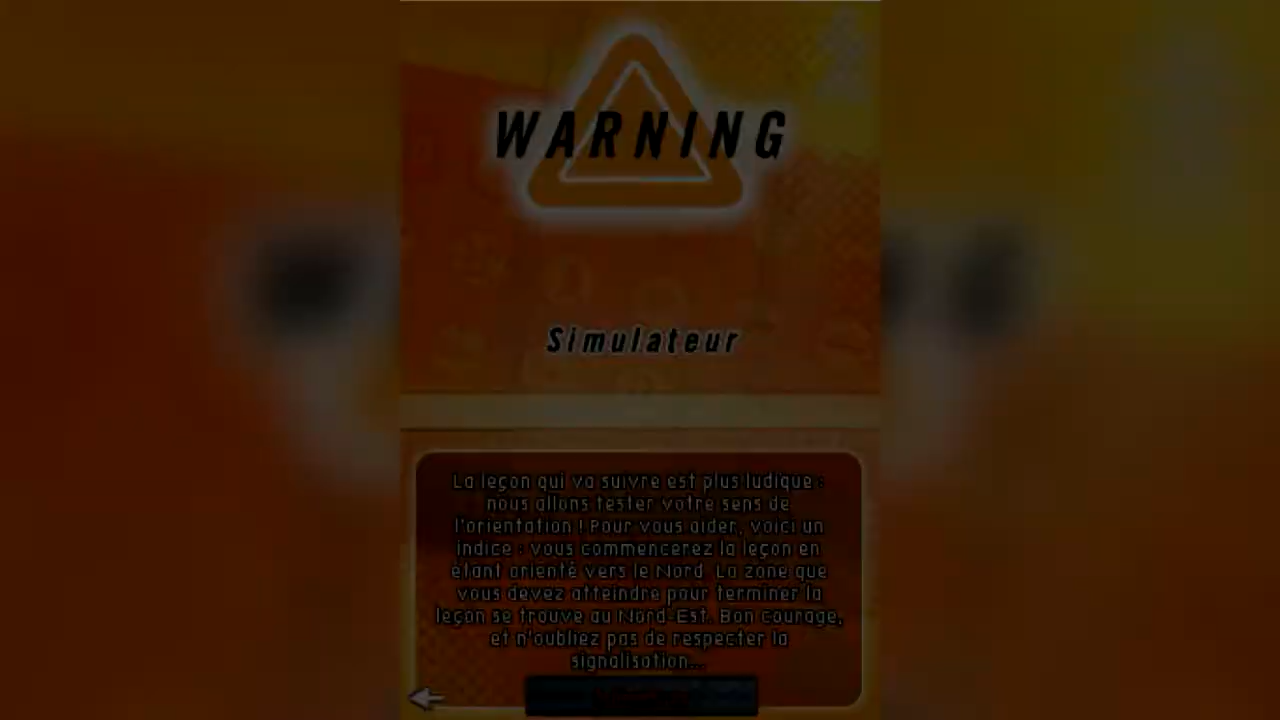 WARNING
Simulateur
La leçon qui va suivre est plus ludique :
nous allons tester votre sens de
l'orientation ! Pour vous aider, voici un
indice : vous commencerez la leçon en
étant orienté vers le Nord. La zone que
vous devez atteindre pour terminer la
leçon se trouve au Nord-Est. Bon courage,
et n'oubliez pas de respecter la
signalisation...